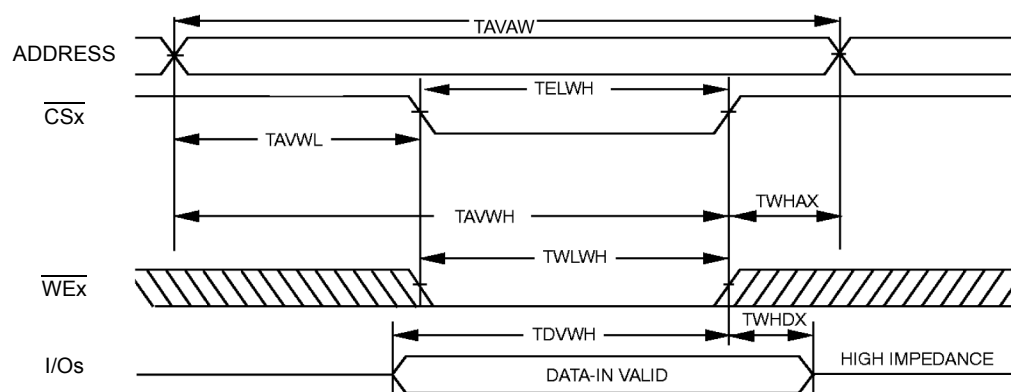 TAVAW
ADDRESS
TELWH
CSx
TAVWL
TAVWH
TWHAX
TWLWH
WEx
TWHDX
TDVWH
I/Os
DATA-IN VALID
HIGH IMPEDANCE